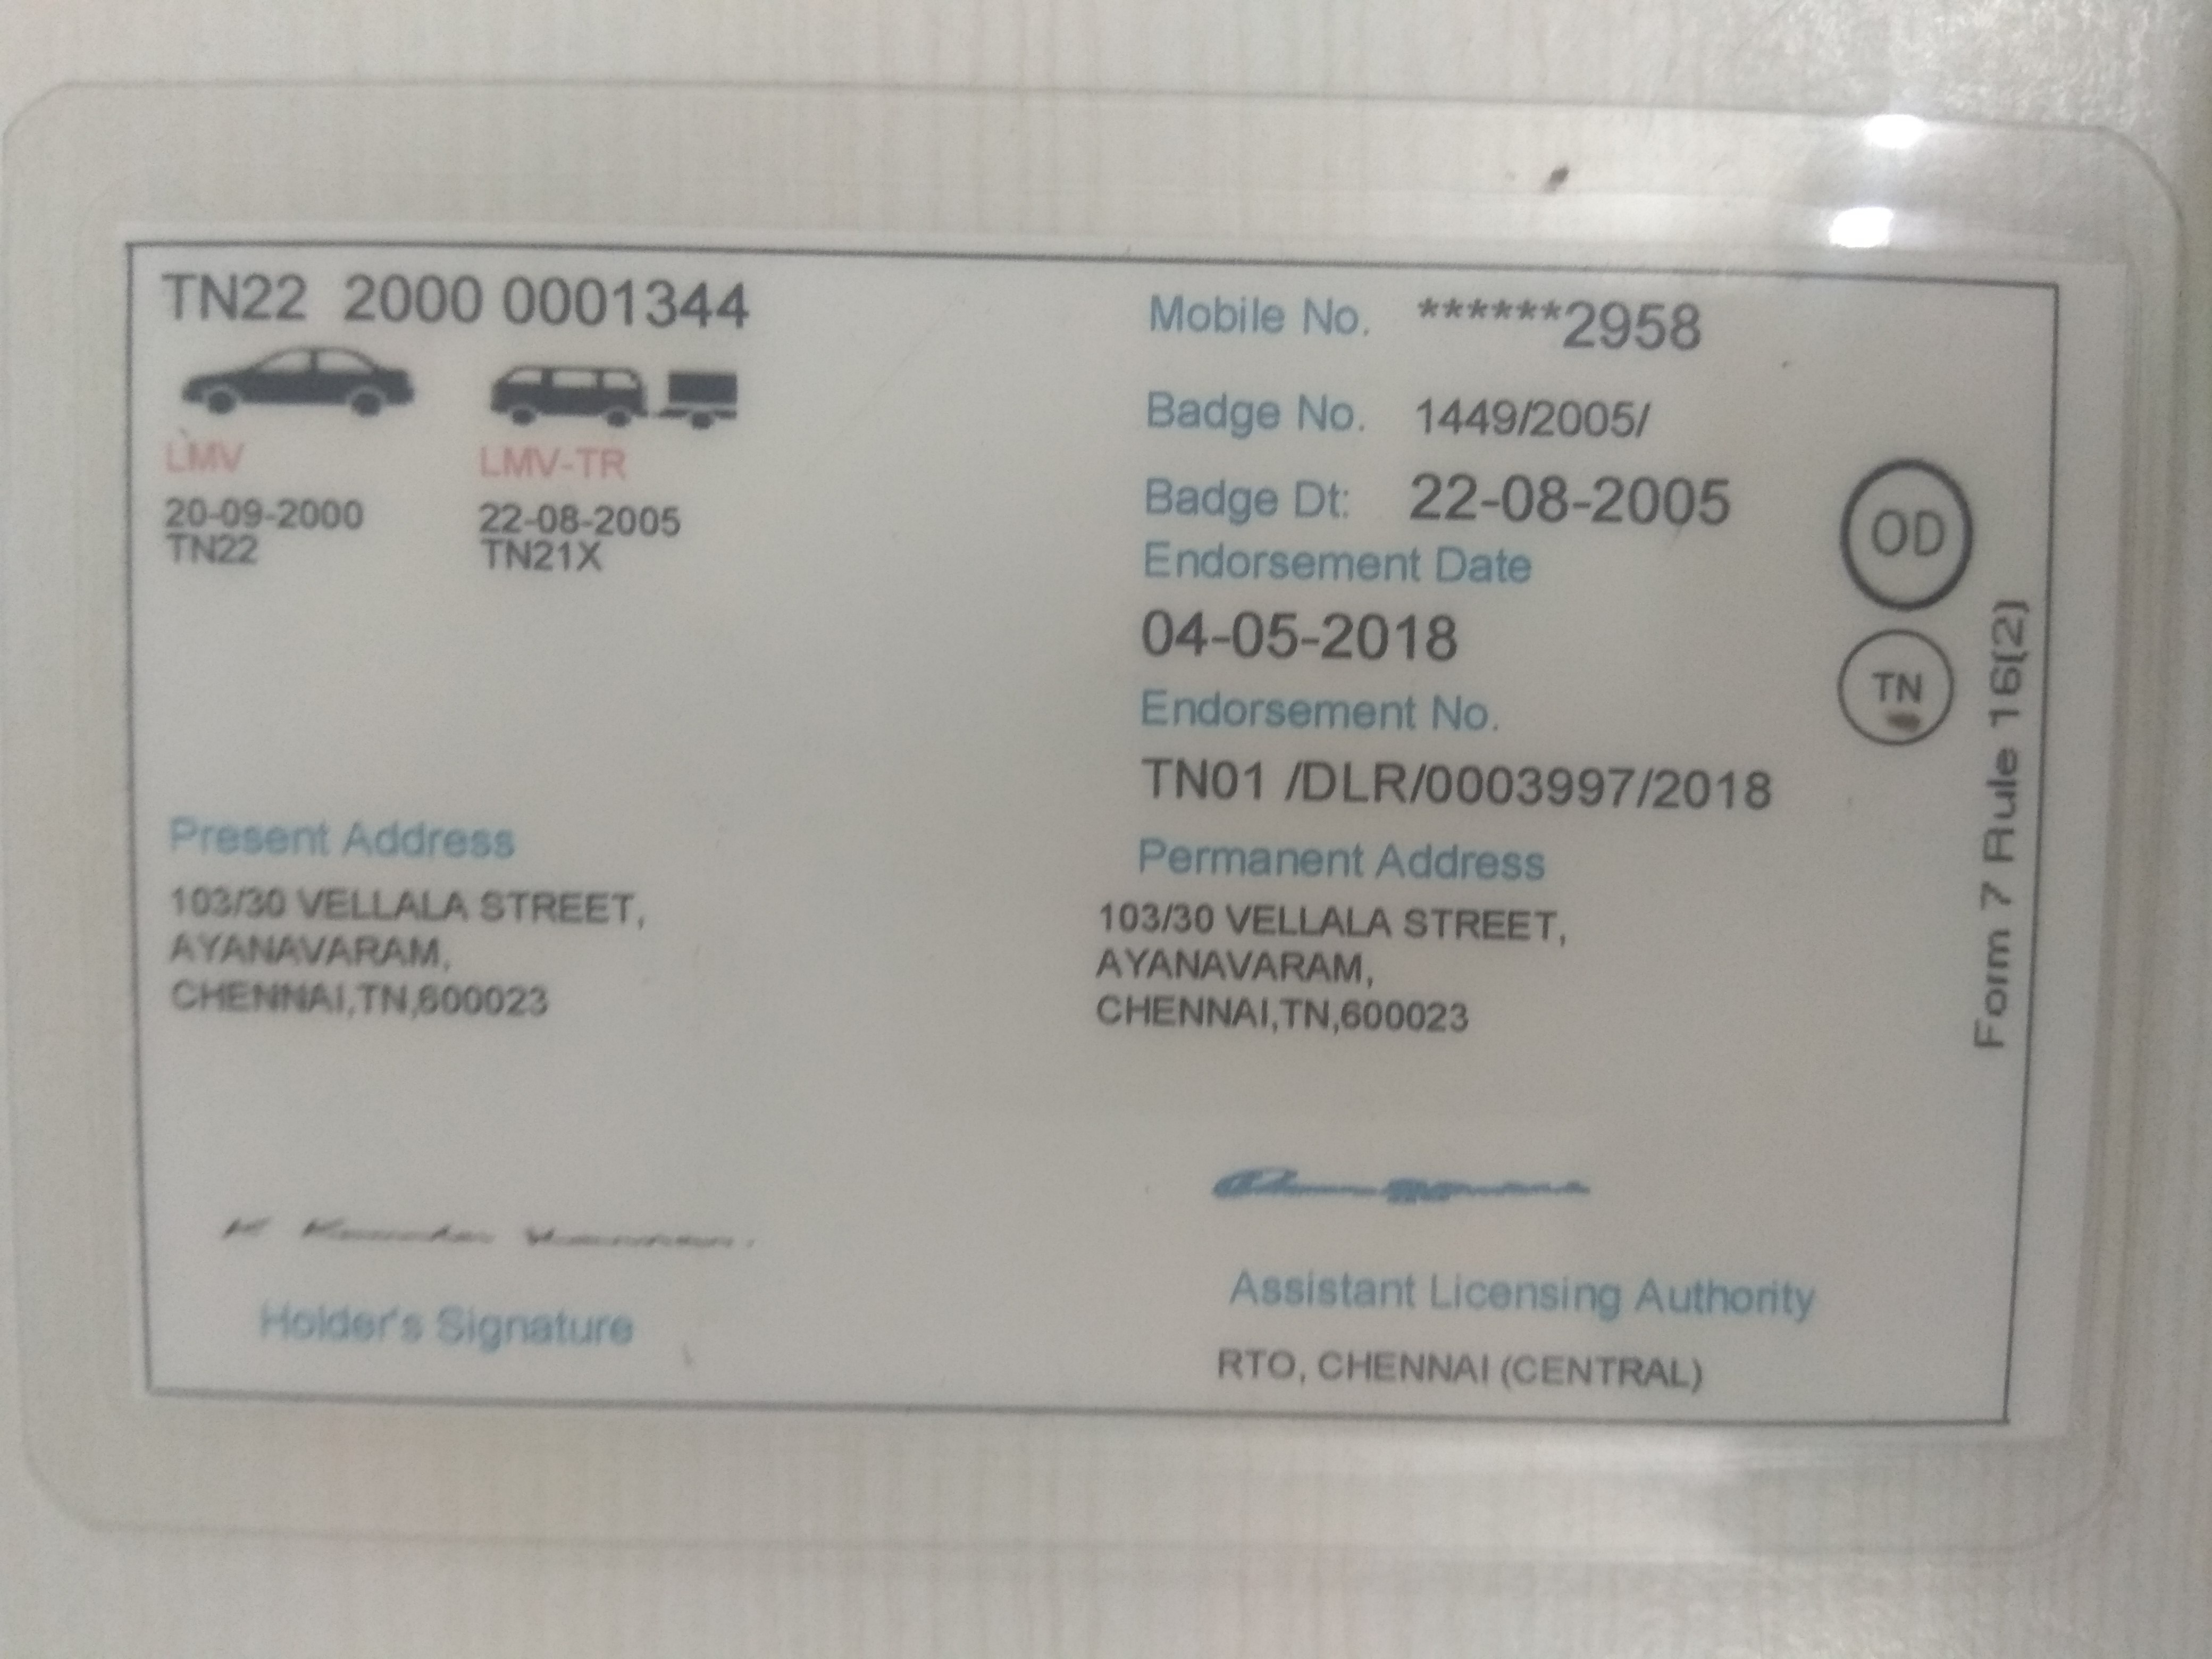 TN22 2000 0001344
LMV
20-09-2000
TN22
LMV-TR
22-08-2005
TN21X
Mobile No. ******2958
Badge No. 1449/2005/
Badge Dt: 22-08-2005
Endorsement Date
04-05-2018
Endorsement No.
TN01 /DLR/0003997/2018
OD
TN
Form 7 Rule 16(2)
Present Address
103/30 VELLALA STREET,
AYANAVARAM,
CHENNAI,TN,600023
Permanent Address
103/30 VELLALA STREET,
AYANAVARAM,
CHENNAI,TN,600023
Holder's Signature
Assistant Licensing Authority
RTO, CHENNAI (CENTRAL)